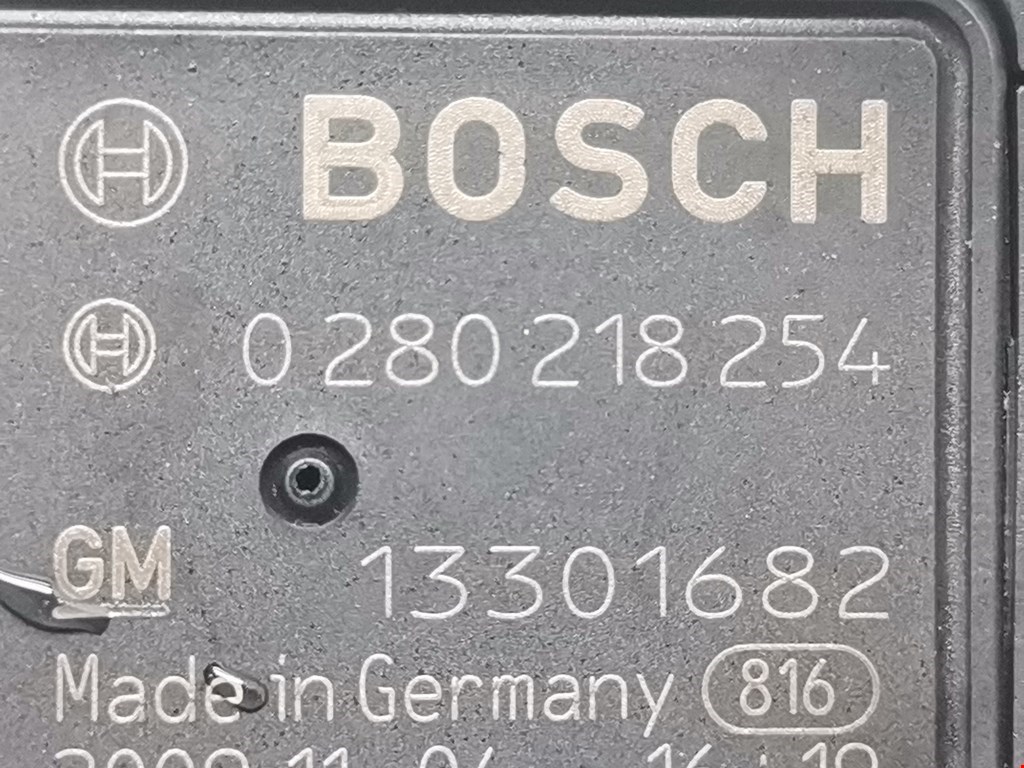 BOSCH
0 280 218 254
GM 13301682
Made in Germany 816